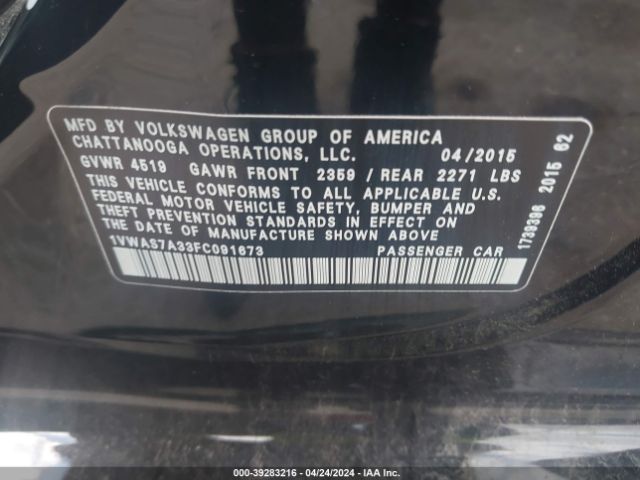 MFD BY VOLKSWAGEN GROUP OF AMERICA
CHATTANOOGA OPERATIONS, LLC. 04/2015
GVWR 4519 GAWR FRONT 2359 / REAR 2271 LBS
THIS VEHICLE CONFORMS TO ALL APPLICABLE U.S.
FEDERAL MOTOR VEHICLE SAFETY, BUMPER AND
THEFT PREVENTION STANDARDS IN EFFECT ON
THE DATE OF MANUFACTURE SHOWN ABOVE
1VWAS7A33FC091673 PASSENGER CAR
1739396 2015 62
000-39283216 - 04/24/2024 - IAA Inc.